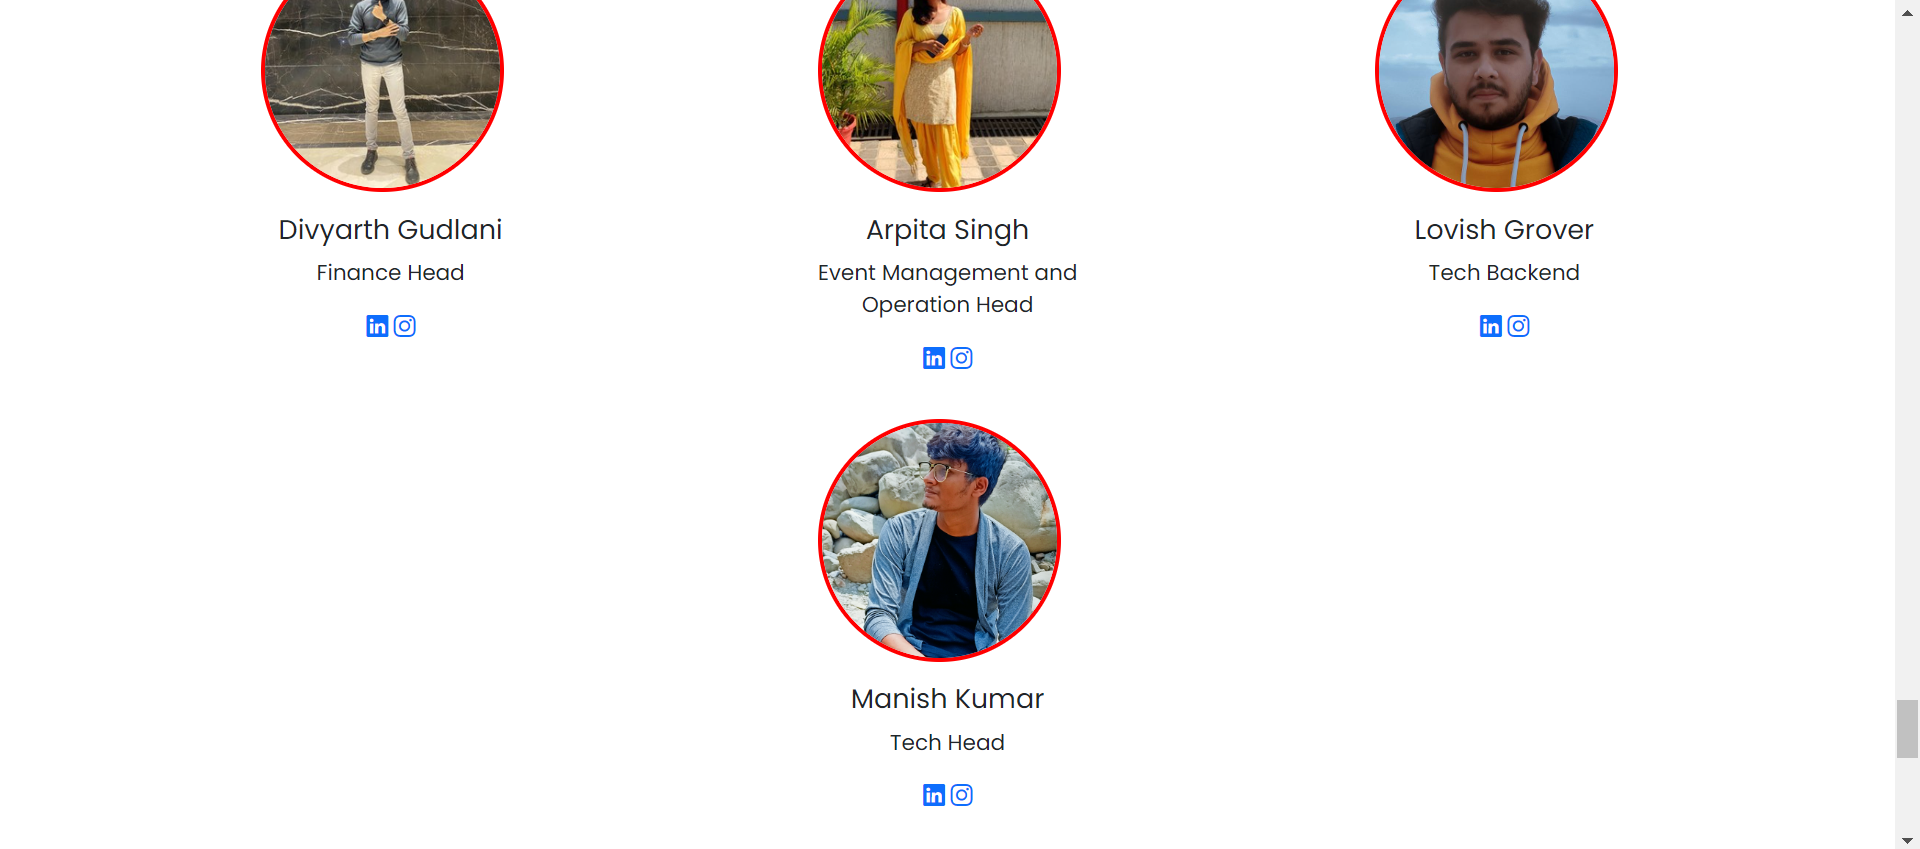 Divyarth Gudlani
Finance Head
Arpita Singh
Event Management and
Operation Head
Lovish Grover
Tech Backend
Manish Kumar
Tech Head